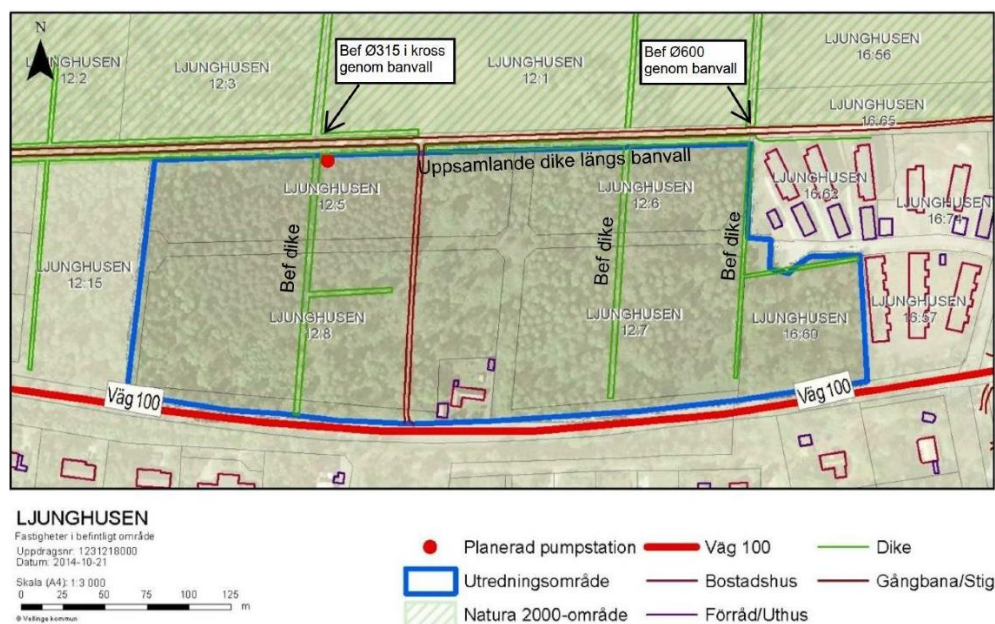 N
Bef Ø315 i kross
genom banvall
Bef Ø600
genom banvall
LJUNGHUSEN
12:2
LJUNGHUSEN
12:3
LJUNGHUSEN
12:1
LJUNGHUSEN
16:56
LJUNGHUSEN
16:65
Uppsamlande dike längs banvall
LJUNGHUSEN
12:5
LJUNGHUSEN
12:6
LJUNGHUSEN
16:62
LJUNGHUSEN
16:74
LJUNGHUSEN
12:15
Bef dike
Bef dike
Bef dike
LJUNGHUSEN
12:8
LJUNGHUSEN
12:7
LJUNGHUSEN
16:60
LJUNGHUSEN
16:57
Väg 100
Väg 100
LJUNGHUSEN
Fastigheter i befintligt område
Uppdragsnr: 1231218000
Datum: 2014-10-21
Skala (A4): 1:3 000
0 25 50 75 100 125
m
© Vellinge kommun
Planerad pumpstation
Väg 100
Dike
Utredningsområde
Bostadshus
Gångbana/Stig
Natura 2000-område
Förråd/Uthus